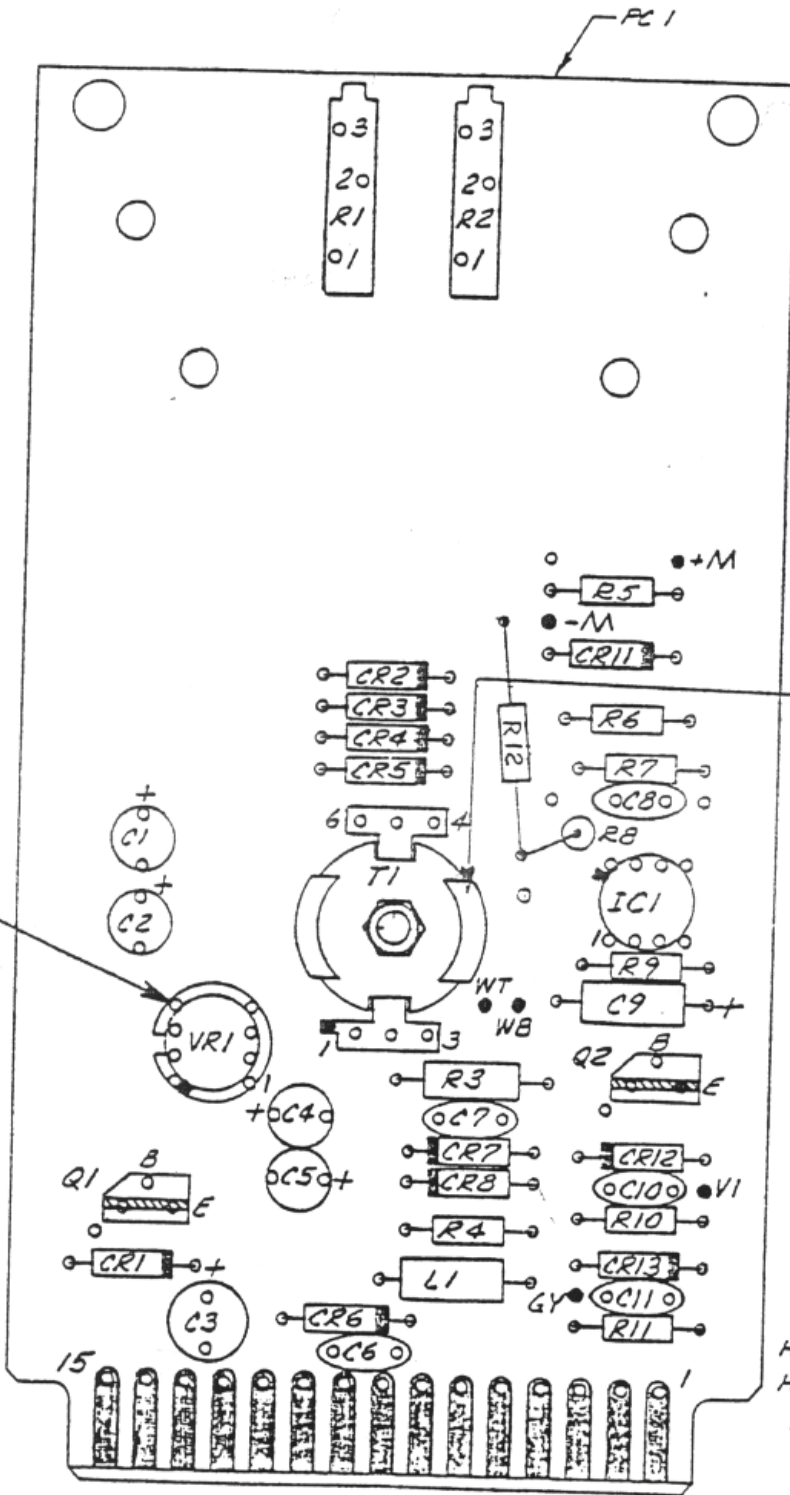 PC 1
3 3
2 2
R1 R2
1 1
+M
R5
-M
CR11
CR2
CR3
CR4
CR5
R6
R12
R7
C8
+
C1
6 4
R8
T1
+
C2
IC1
1
R9
WT
WB
C9 +
VR1
1
1 3
B
Q2
E
R3
+ C4
C7
CR7
CR12
C5 +
CR8
C10 V1
B
Q1
E
R4
R10
CR1
+
L1
CR13
GY C11
C3
CR6
R11
C6
15 1